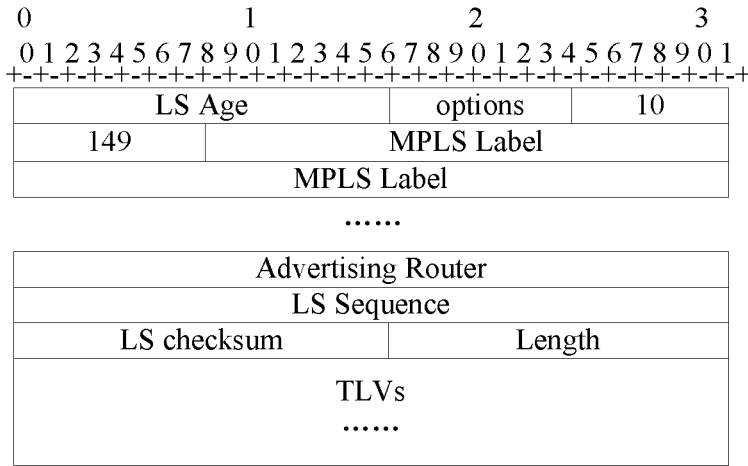 0 1 2 3
0 1 2 3 4 5 6 7 8 9 0 1 2 3 4 5 6 7 8 9 0 1 2 3 4 5 6 7 8 9 0 1
+-+-+-+-+-+-+-+-+-+-+-+-+-+-+-+-+-+-+-+-+-+-+-+-+-+-+-+-+-+-+-+-+
LS Age options 10
149 MPLS Label
MPLS Label
......
Advertising Router
LS Sequence
LS checksum Length
TLVs
......